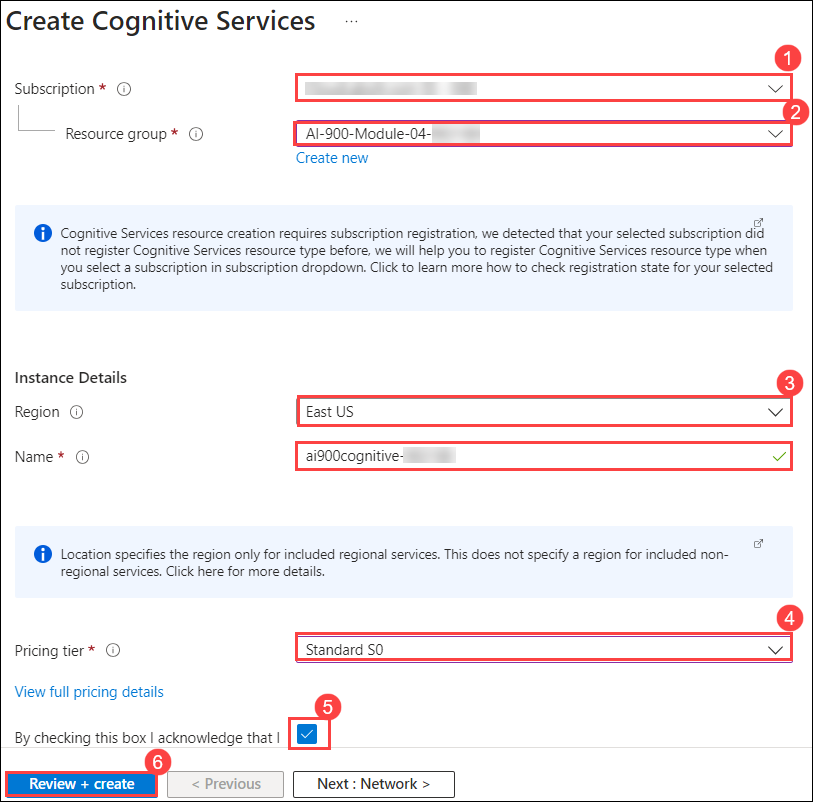 Create Cognitive Services ...
1
Subscription *
2
Resource group * AI-900-Module-04-
Create new
Cognitive Services resource creation requires subscription registration, we detected that your selected subscription did
not register Cognitive Services resource type before, we will help you to register Cognitive Services resource type when
you select a subscription in subscription dropdown. Click to learn more how to check registration state for your selected
subscription.
Instance Details
3
Region East US
Name * ai900cognitive-
Location specifies the region only for included regional services. This does not specify a region for included non-
regional services. Click here for more details.
4
Pricing tier * Standard S0
View full pricing details
5
By checking this box I acknowledge that I
6
Review + create < Previous Next : Network >